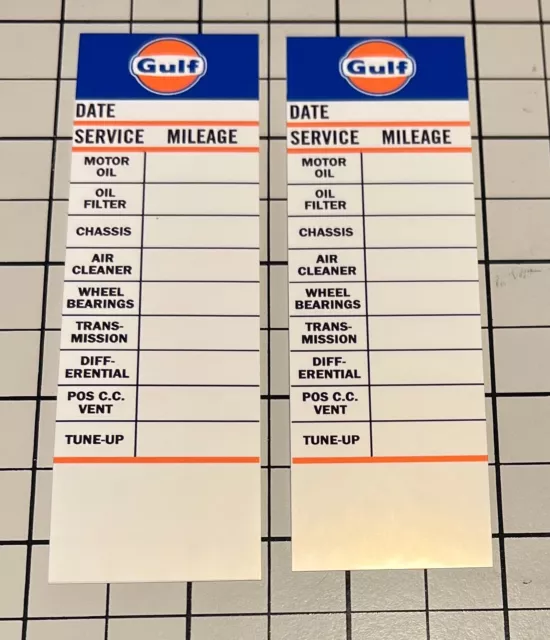 Gulf
DATE
SERVICE MILEAGE
MOTOR
OIL
OIL
FILTER
CHASSIS
AIR
CLEANER
WHEEL
BEARINGS
TRANS-
MISSION
DIFF-
ERENTIAL
POS C.C.
VENT
TUNE-UP
Gulf
DATE
SERVICE MILEAGE
MOTOR
OIL
OIL
FILTER
CHASSIS
AIR
CLEANER
WHEEL
BEARINGS
TRANS-
MISSION
DIFF-
ERENTIAL
POS C.C.
VENT
TUNE-UP